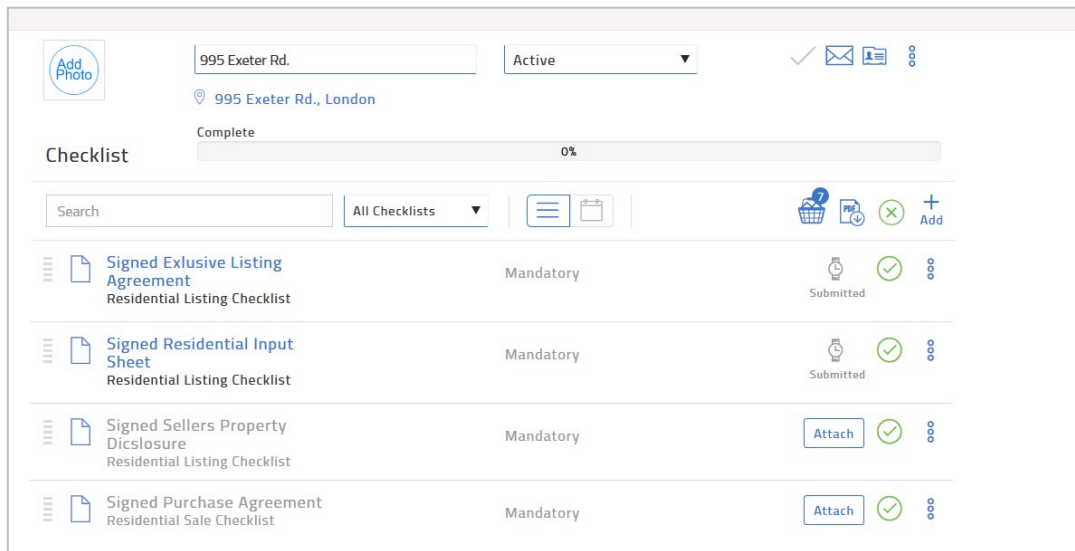 Add
Photo
995 Exeter Rd.
Active
995 Exeter Rd., London
Complete
Checklist
0%
Search
All Checklists
7
PDF
Add
Signed Exlusive Listing
Agreement
Residential Listing Checklist
Mandatory
Submitted
Signed Residential Input
Sheet
Residential Listing Checklist
Mandatory
Submitted
Signed Sellers Property
Dicslosure
Residential Listing Checklist
Mandatory
Attach
Signed Purchase Agreement
Residential Sale Checklist
Mandatory
Attach